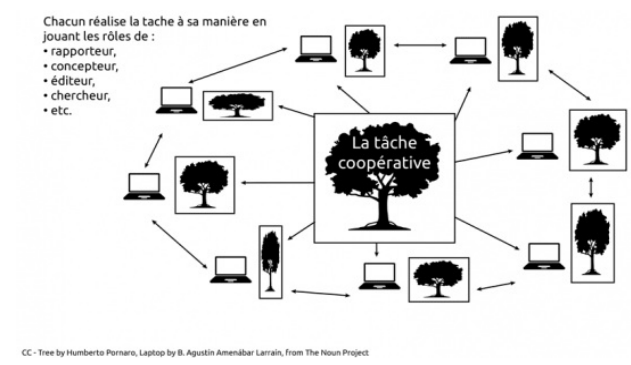 Chacun réalise la tache à sa manière en
jouant les rôles de :
• rapporteur,
• concepteur,
• éditeur,
• chercheur,
• etc.
La tâche
coopérative
CC - Tree by Humberto Pornaro, Laptop by B. Agustín Amenábar Larraín, from The Noun Project